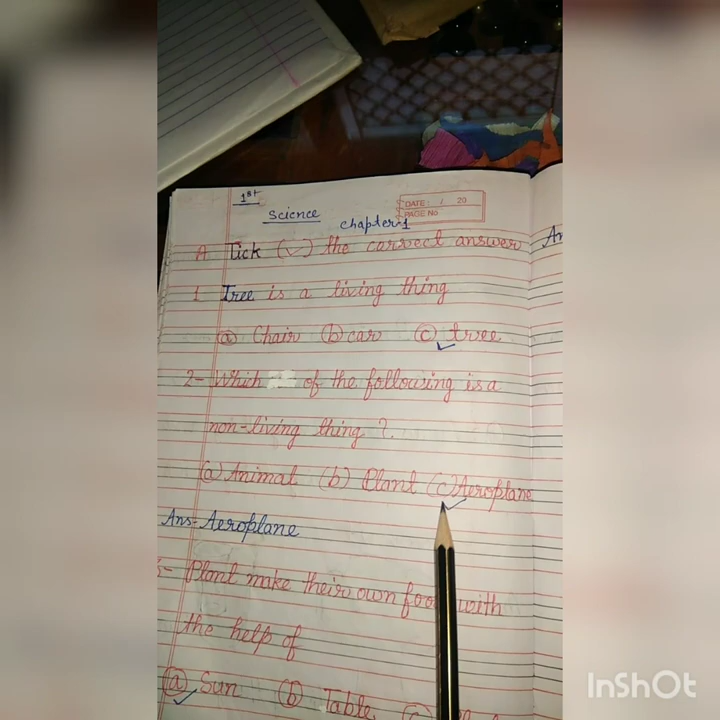 1st
Science
Chapter-1
DATE: / 20
PAGE No
A Tick (✓) the correct answer
1 Tree is a living thing
(a) Chair (b) car (c) tree
2- Which of the following is a
non-living thing ?
(a) Animal (b) Plant (c) Aeroplane
Ans- Aeroplane
Plant make their own food with
the help of
(a) Sun (b) Table (c)
InShOt